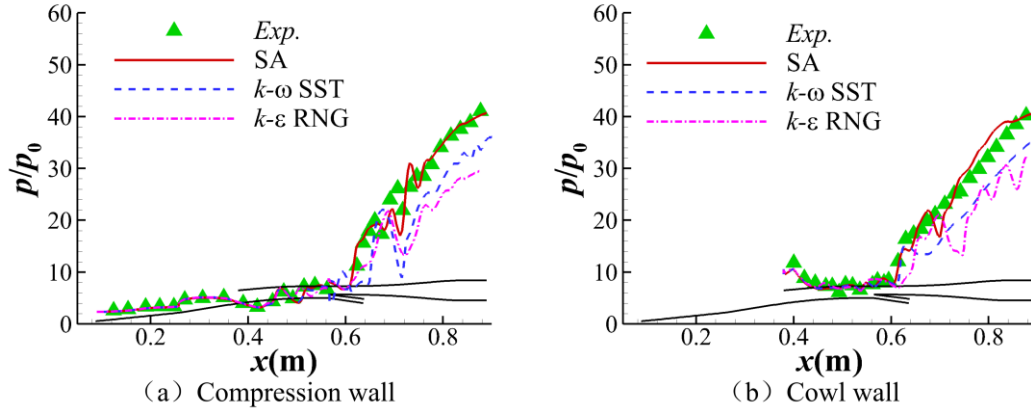 60
50
40
30
20
10
0
p/p0
Exp.
SA
k-ω SST
k-ε RNG
0.2 0.4 0.6 0.8
x(m)
（a）Compression wall
60
50
40
30
20
10
0
p/p0
Exp.
SA
k-ω SST
k-ε RNG
0.2 0.4 0.6 0.8
x(m)
（b）Cowl wall